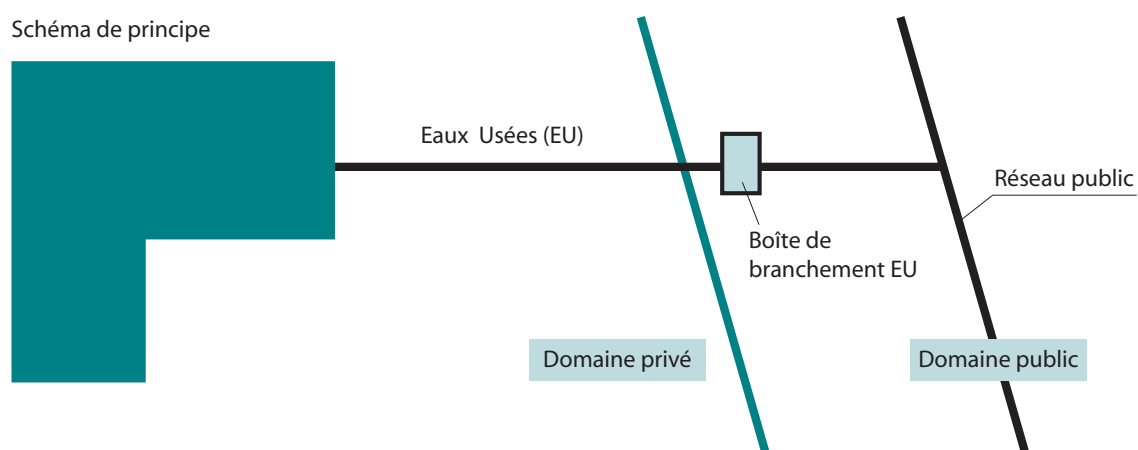 Schéma de principe
Eaux Usées (EU)
Réseau public
Boîte de
branchement EU
Domaine privé
Domaine public